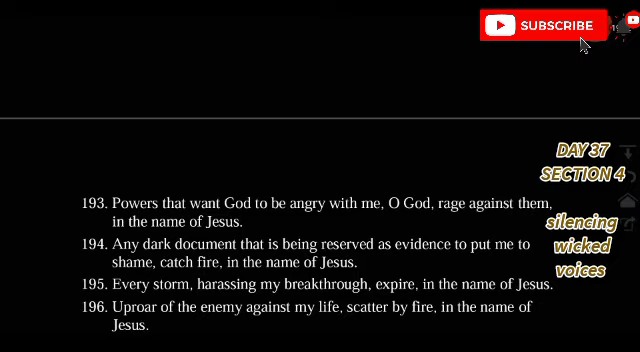 SUBSCRIBE
DAY 37
SECTION 4
193. Powers that want God to be angry with me, O God, rage against them,
in the name of Jesus.
silencing
wicked
voices
194. Any dark document that is being reserved as evidence to put me to
shame, catch fire, in the name of Jesus.
195. Every storm, harassing my breakthrough, expire, in the name of Jesus.
196. Uproar of the enemy against my life, scatter by fire, in the name of
Jesus.